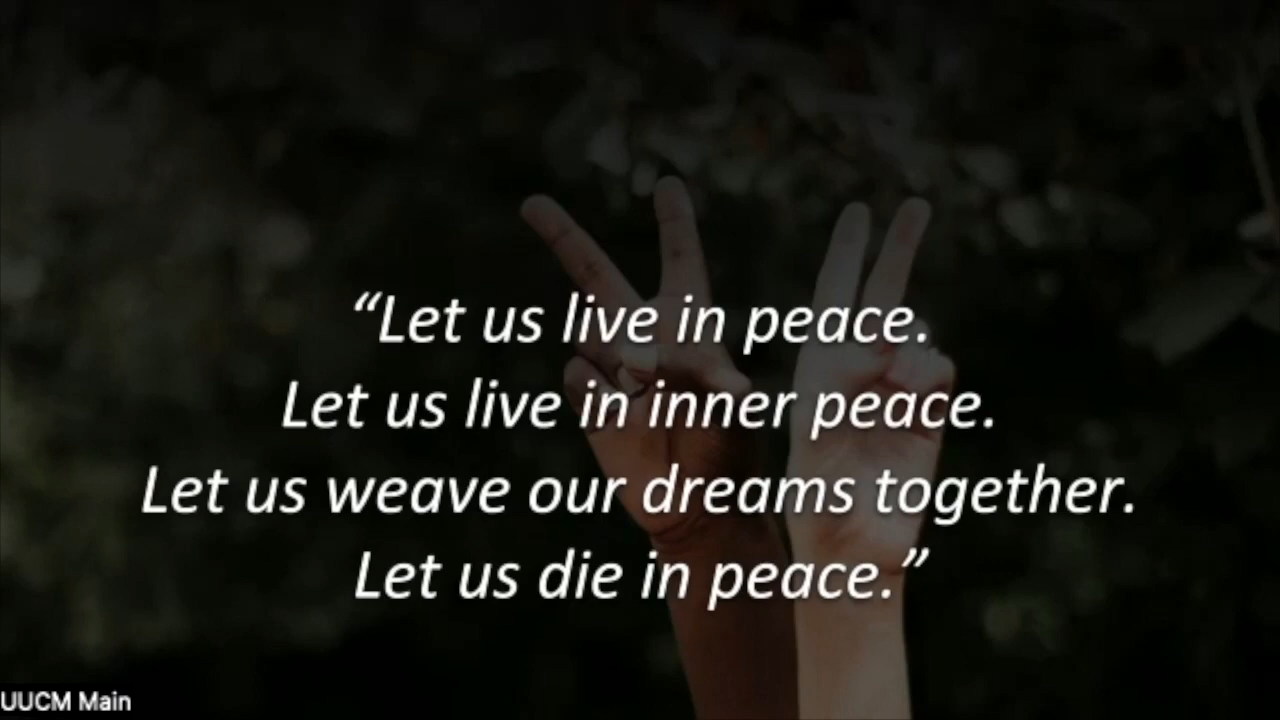 “Let us live in peace.
Let us live in inner peace.
Let us weave our dreams together.
Let us die in peace.”
UUCM Main